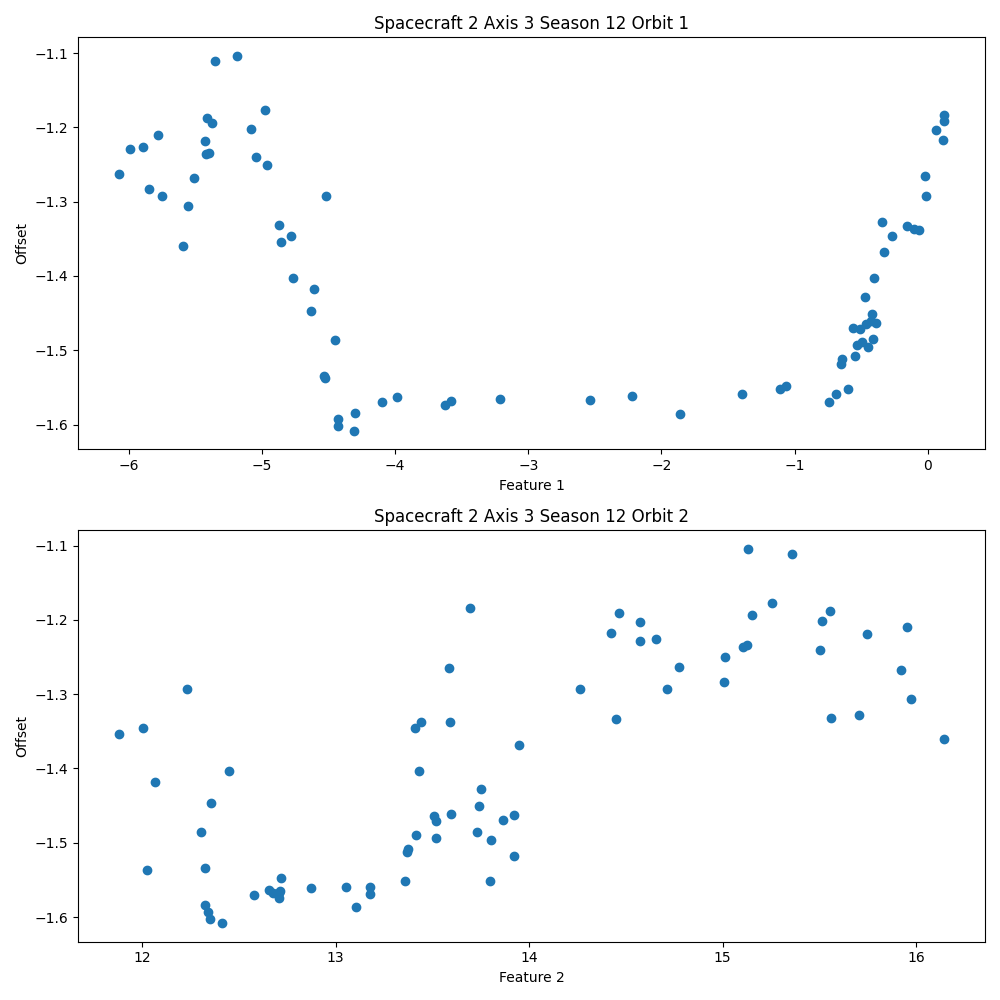 Spacecraft 2 Axis 3 Season 12 Orbit 1
−1.1
−1.2
−1.3
−1.4
−1.5
−1.6
Offset
−6 −5 −4 −3 −2 −1 0
Feature 1
Spacecraft 2 Axis 3 Season 12 Orbit 2
−1.1
−1.2
−1.3
−1.4
−1.5
−1.6
Offset
12 13 14 15 16
Feature 2